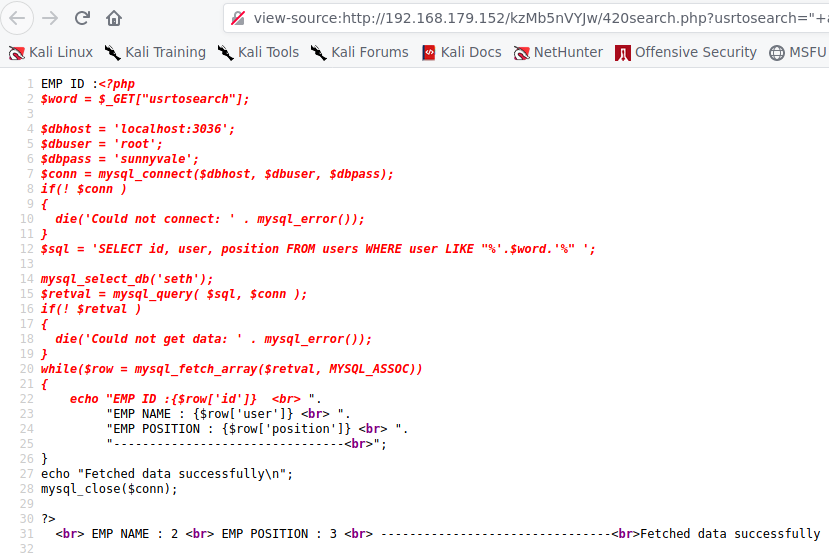 view-source:http://192.168.179.152/kzMb5nVYJw/420search.php?usrtosearch="+a
Kali Linux Kali Training Kali Tools Kali Forums Kali Docs NetHunter Offensive Security MSFU
1 EMP ID :<?php
2 $word = $_GET["usrtosearch"];
3
4 $dbhost = 'localhost:3036';
5 $dbuser = 'root';
6 $dbpass = 'sunnyvale';
7 $conn = mysql_connect($dbhost, $dbuser, $dbpass);
8 if(! $conn )
9 {
10   die('Could not connect: ' . mysql_error());
11 }
12 $sql = 'SELECT id, user, position FROM users WHERE user LIKE "%'.$word.'%" ';
13
14 mysql_select_db('seth');
15 $retval = mysql_query( $sql, $conn );
16 if(! $retval )
17 {
18   die('Could not get data: ' . mysql_error());
19 }
20 while($row = mysql_fetch_array($retval, MYSQL_ASSOC))
21 {
22     echo "EMP ID :{$row['id']}  <br> ".
23          "EMP NAME : {$row['user']} <br> ".
24          "EMP POSITION : {$row['position']} <br> ".
25          "--------------------------------<br>";
26 }
27 echo "Fetched data successfully\n";
28 mysql_close($conn);
29
30 ?>
31   <br> EMP NAME : 2 <br> EMP POSITION : 3 <br> --------------------------------<br>Fetched data successfully
32